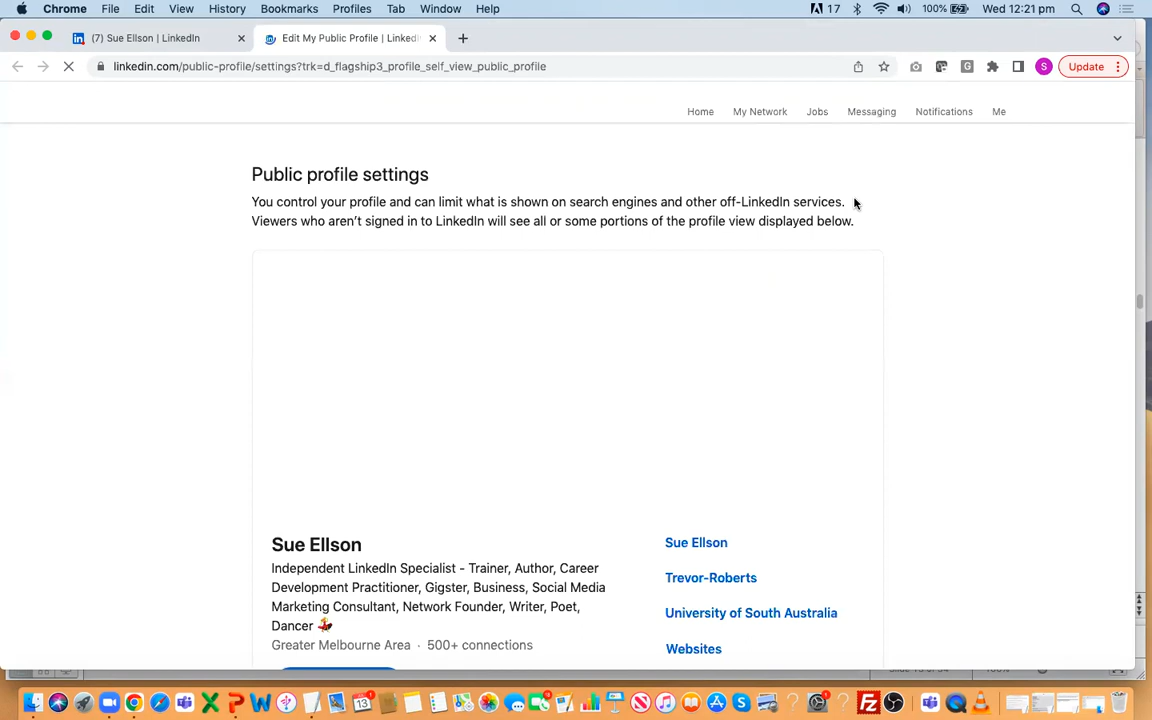 Chrome File Edit View History Bookmarks Profiles Tab Window Help 17 100% Wed 12:21 pm
(7) Sue Ellson | LinkedIn Edit My Public Profile | Linked
linkedin.com/public-profile/settings?trk=d_flagship3_profile_self_view_public_profile G S Update
Home My Network Jobs Messaging Notifications Me
Public profile settings
You control your profile and can limit what is shown on search engines and other off-LinkedIn services.
Viewers who aren't signed in to LinkedIn will see all or some portions of the profile view displayed below.
Sue Ellson
Independent LinkedIn Specialist - Trainer, Author, Career
Development Practitioner, Gigster, Business, Social Media
Marketing Consultant, Network Founder, Writer, Poet,
Dancer
Greater Melbourne Area · 500+ connections
Sue Ellson
Trevor-Roberts
University of South Australia
Websites